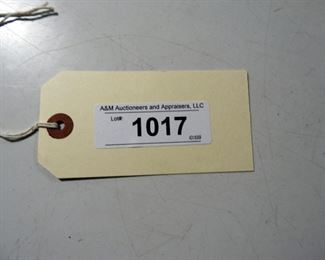 A&M Auctioneers and Appraisers, LLC
Lot#:
1017